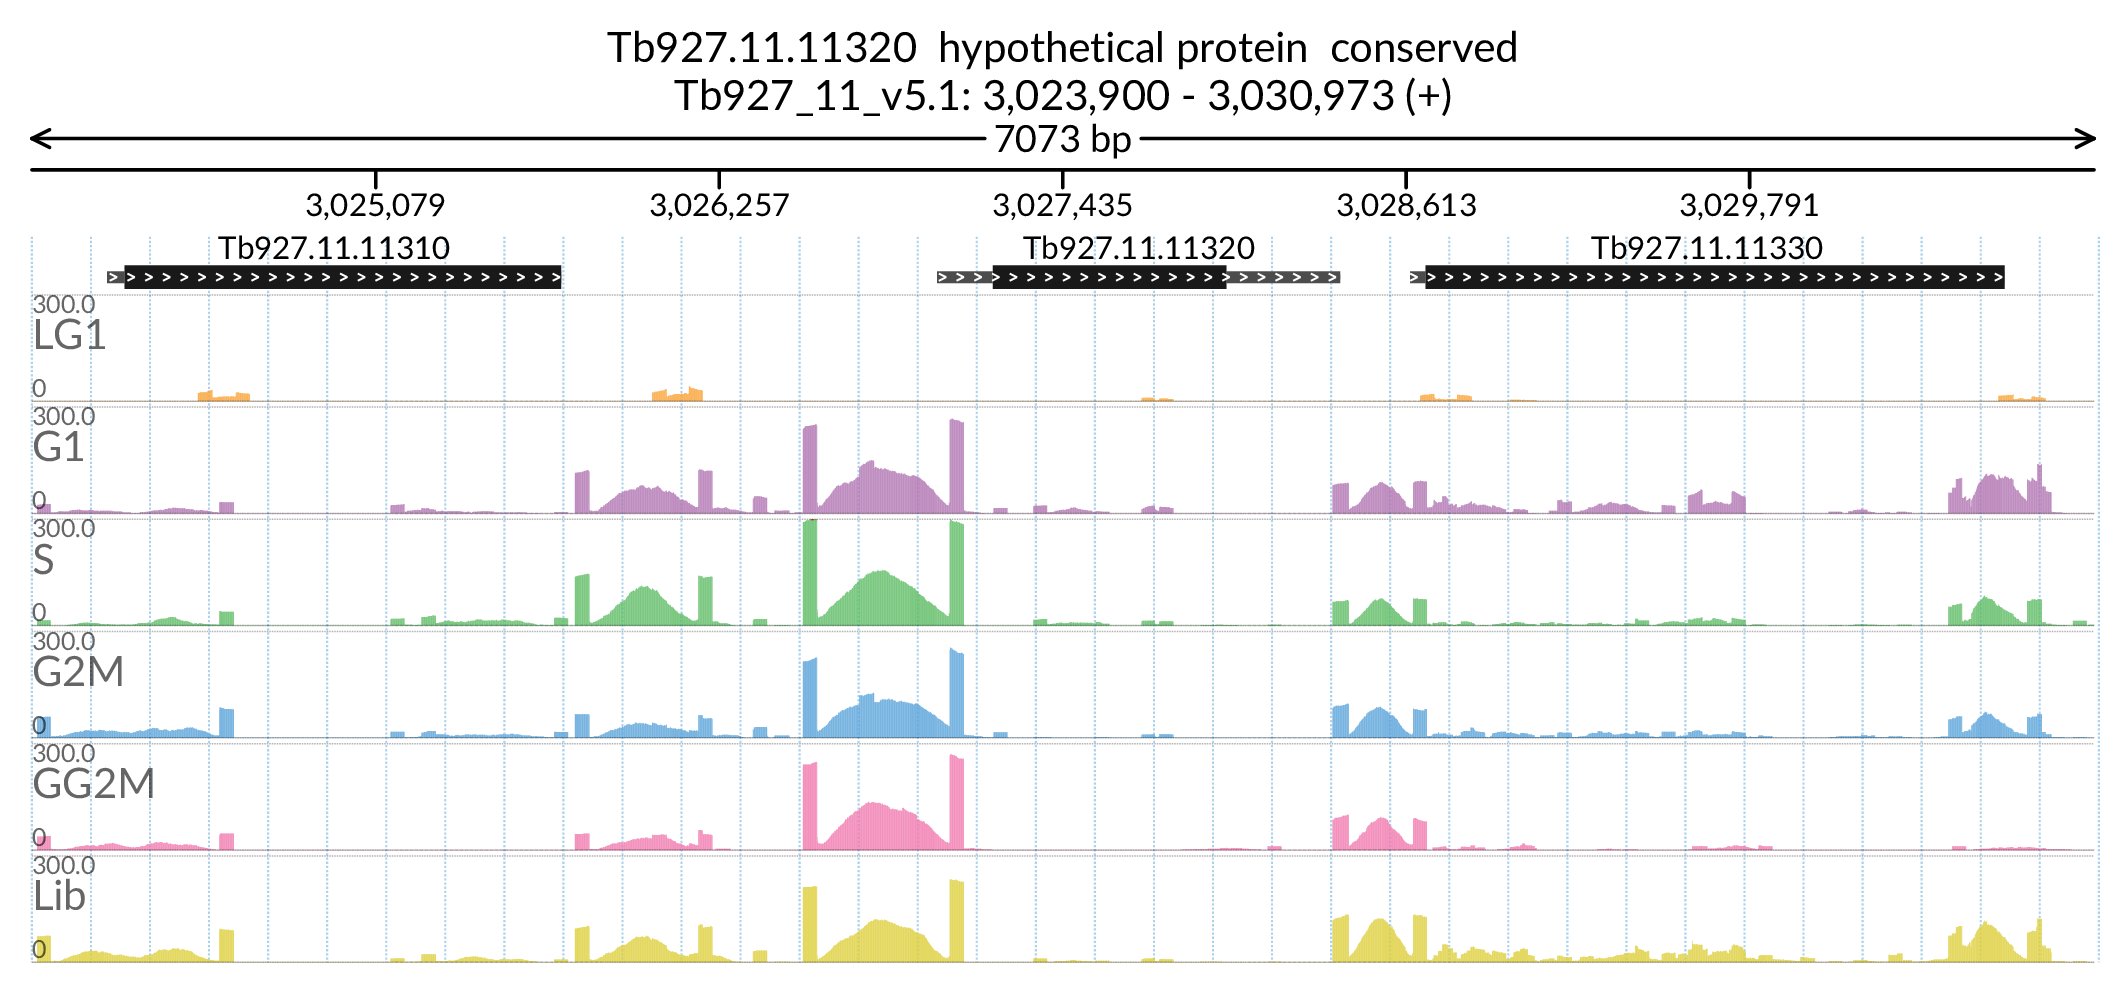 Tb927.11.11320  hypothetical protein  conserved
Tb927_11_v5.1: 3,023,900 - 3,030,973 (+)
7073 bp
3,025,079 3,026,257 3,027,435 3,028,613 3,029,791
Tb927.11.11310 Tb927.11.11320 Tb927.11.11330
300.0
LG1
0
300.0
G1
0
300.0
S
0
300.0
G2M
0
300.0
GG2M
0
300.0
Lib
0